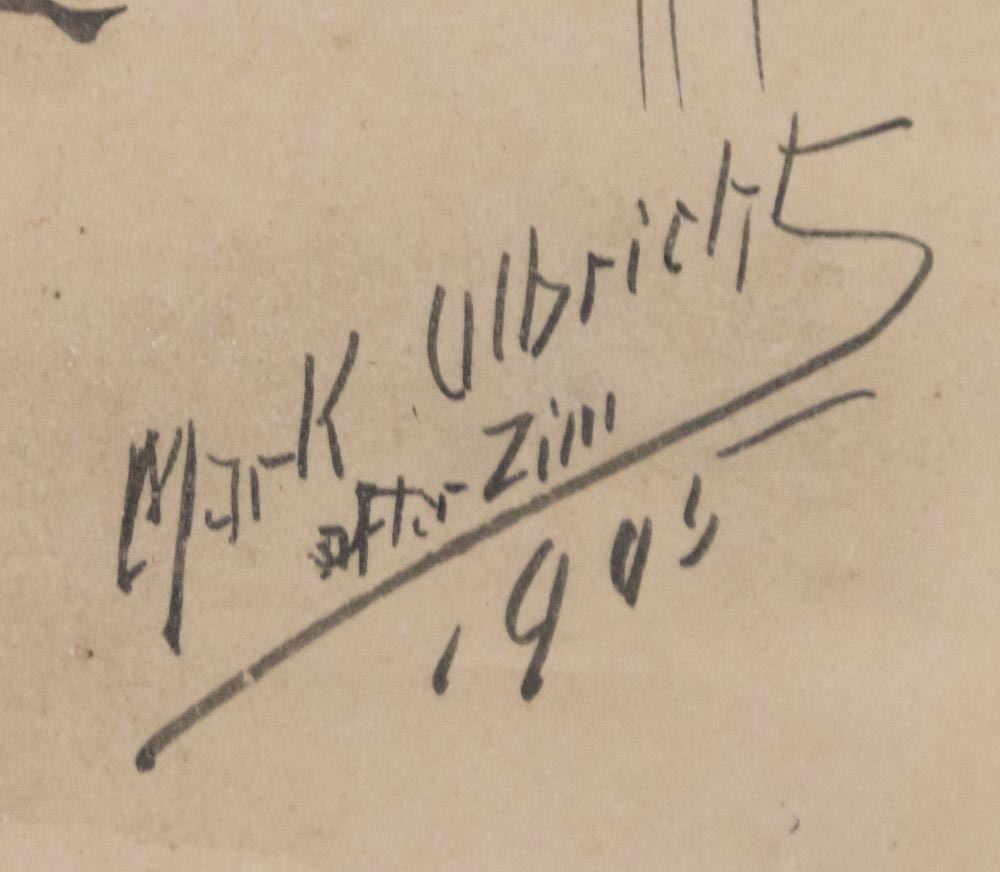 Mark Ulbricht
after Zim
1905